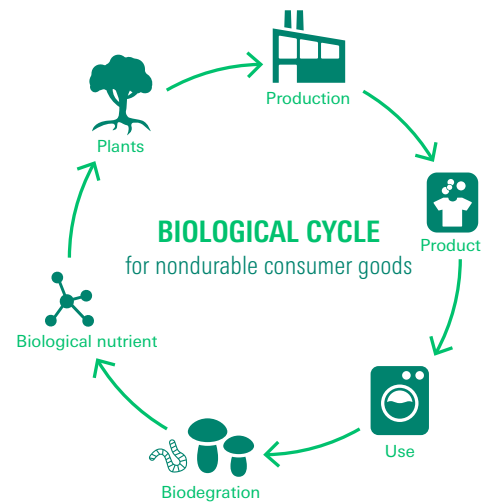 Production
Plants
Product
BIOLOGICAL CYCLE
for nondurable consumer goods
Biological nutrient
Use
Biodegration